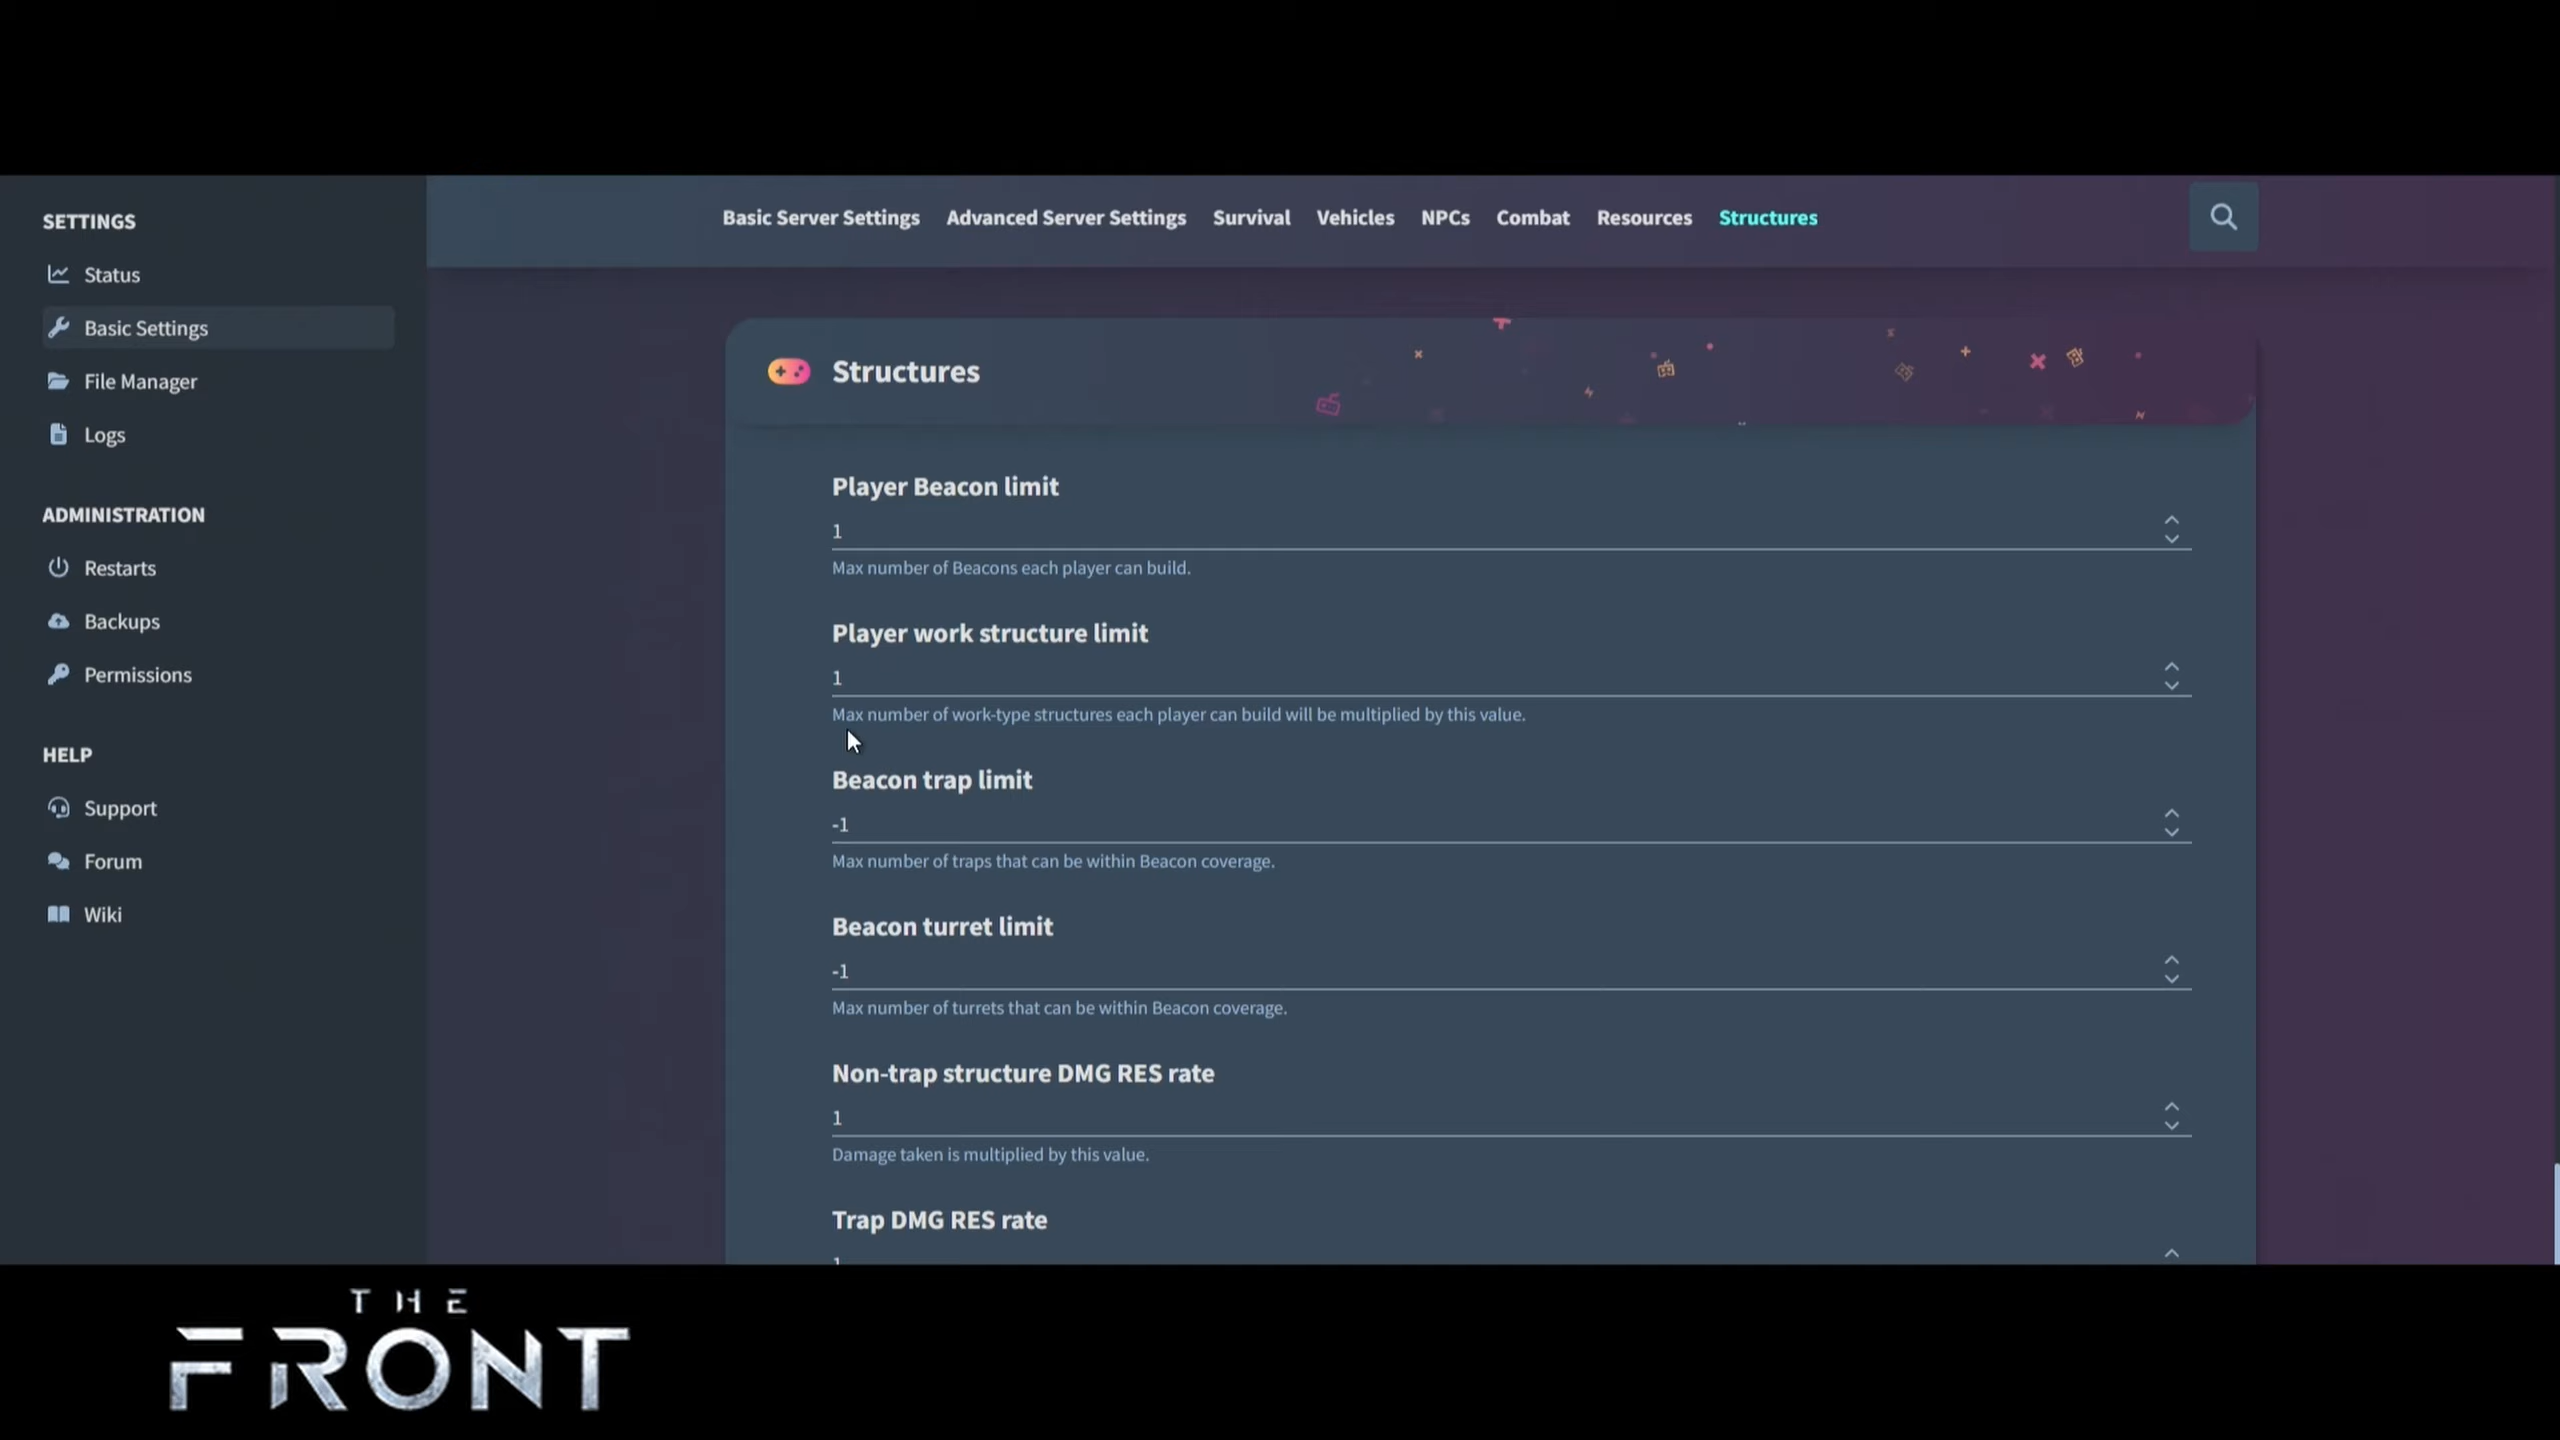 SETTINGS
Status
Basic Settings
File Manager
Logs
ADMINISTRATION
Restarts
Backups
Permissions
HELP
Support
Forum
Wiki
Basic Server Settings Advanced Server Settings Survival Vehicles NPCs Combat Resources Structures
Structures
Player Beacon limit
1
Max number of Beacons each player can build.
Player work structure limit
1
Max number of work-type structures each player can build will be multiplied by this value.
Beacon trap limit
-1
Max number of traps that can be within Beacon coverage.
Beacon turret limit
-1
Max number of turrets that can be within Beacon coverage.
Non-trap structure DMG RES rate
1
Damage taken is multiplied by this value.
Trap DMG RES rate
THE
FRONT